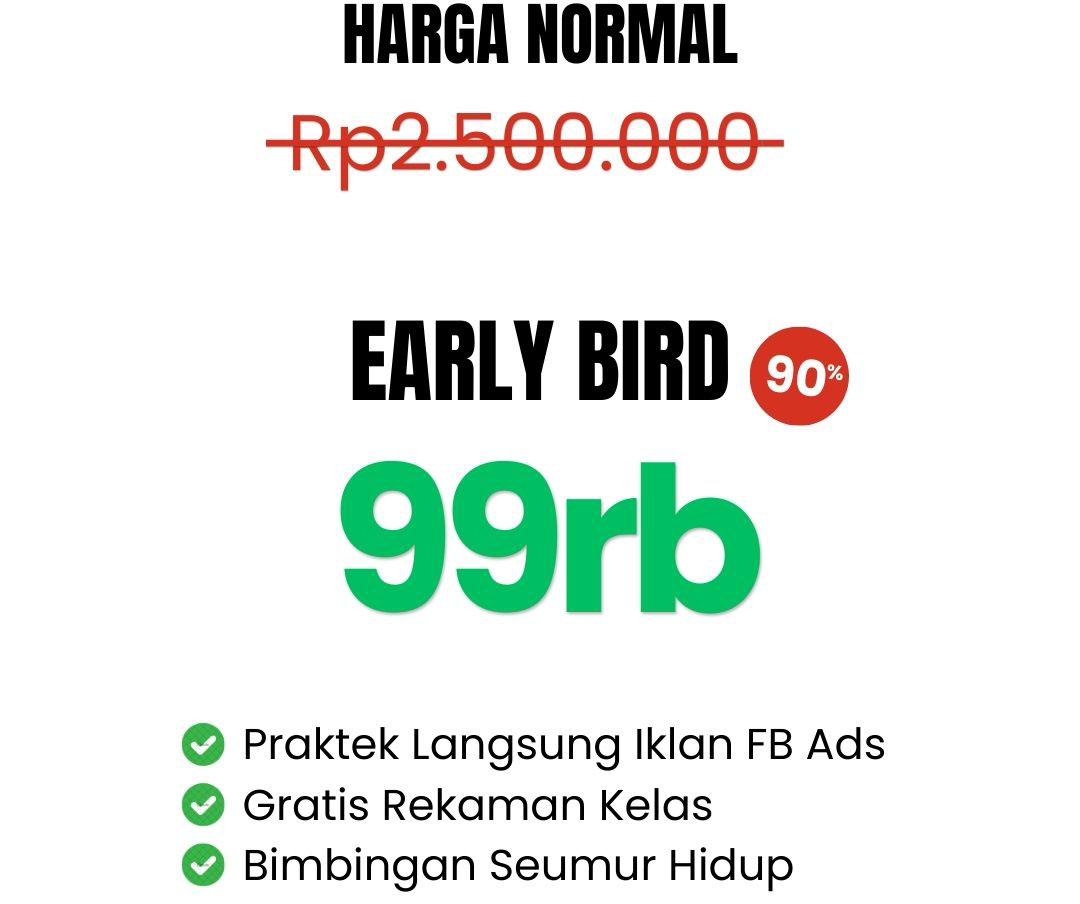 HARGA NORMAL
Rp2.500.000
EARLY BIRD 90%
99rb
Praktek Langsung Iklan FB Ads
Gratis Rekaman Kelas
Bimbingan Seumur Hidup